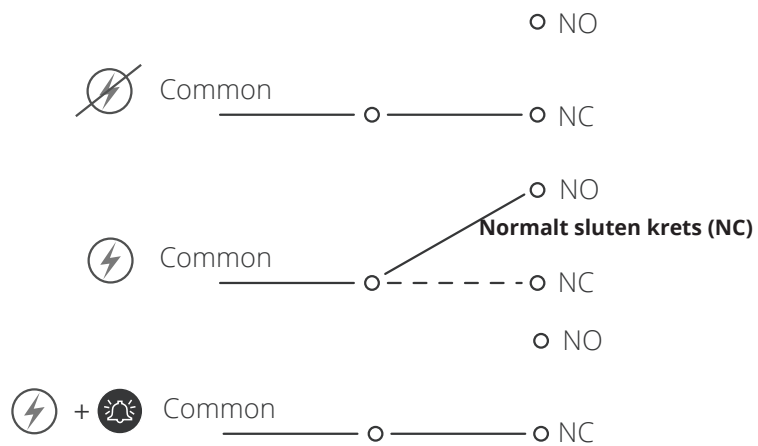 NO
Common
NC
NO
Normalt sluten krets (NC)
Common
NC
NO
+ Common
NC